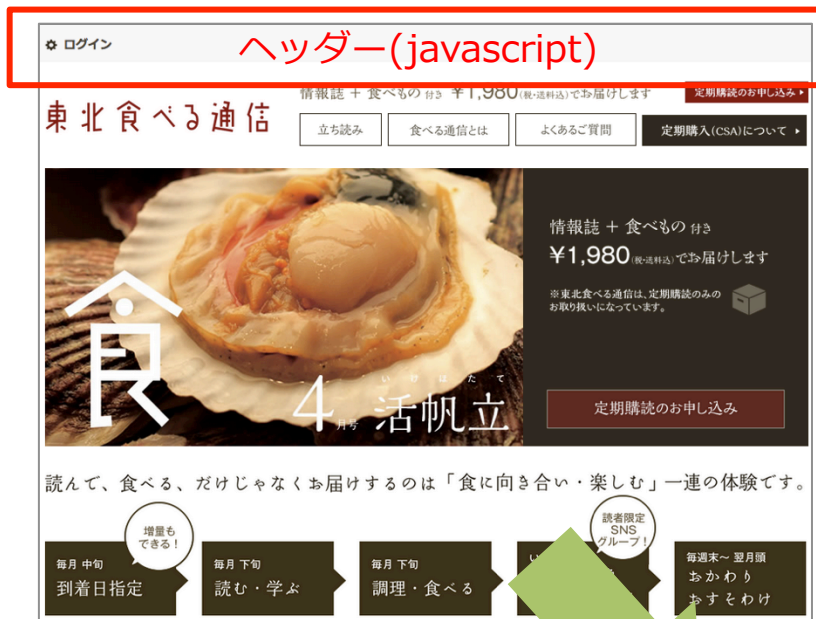 ログイン
ヘッダー(javascript)
東北食べる通信
情報誌 + 食べもの 付き ¥1,980(税・送料込)でお届けします
定期購読のお申し込み
立ち読み
食べる通信とは
よくあるご質問
定期購入(CSA)について
食
4月号 活帆立
いけほたて
情報誌 + 食べもの 付き
¥1,980(税・送料込)でお届けします
※東北食べる通信は、定期購読のみの
お取り扱いになっています。
定期購読のお申し込み
読んで、食べる、だけじゃなくお届けするのは「食に向き合い・楽しむ」一連の体験です。
増量も
できる!
毎月 中旬
到着日指定
毎月 下旬
読む・学ぶ
毎月 下旬
調理・食べる
読者限定
SNS
グループ!
毎週末〜 翌月頭
おかわり
おすそわけ